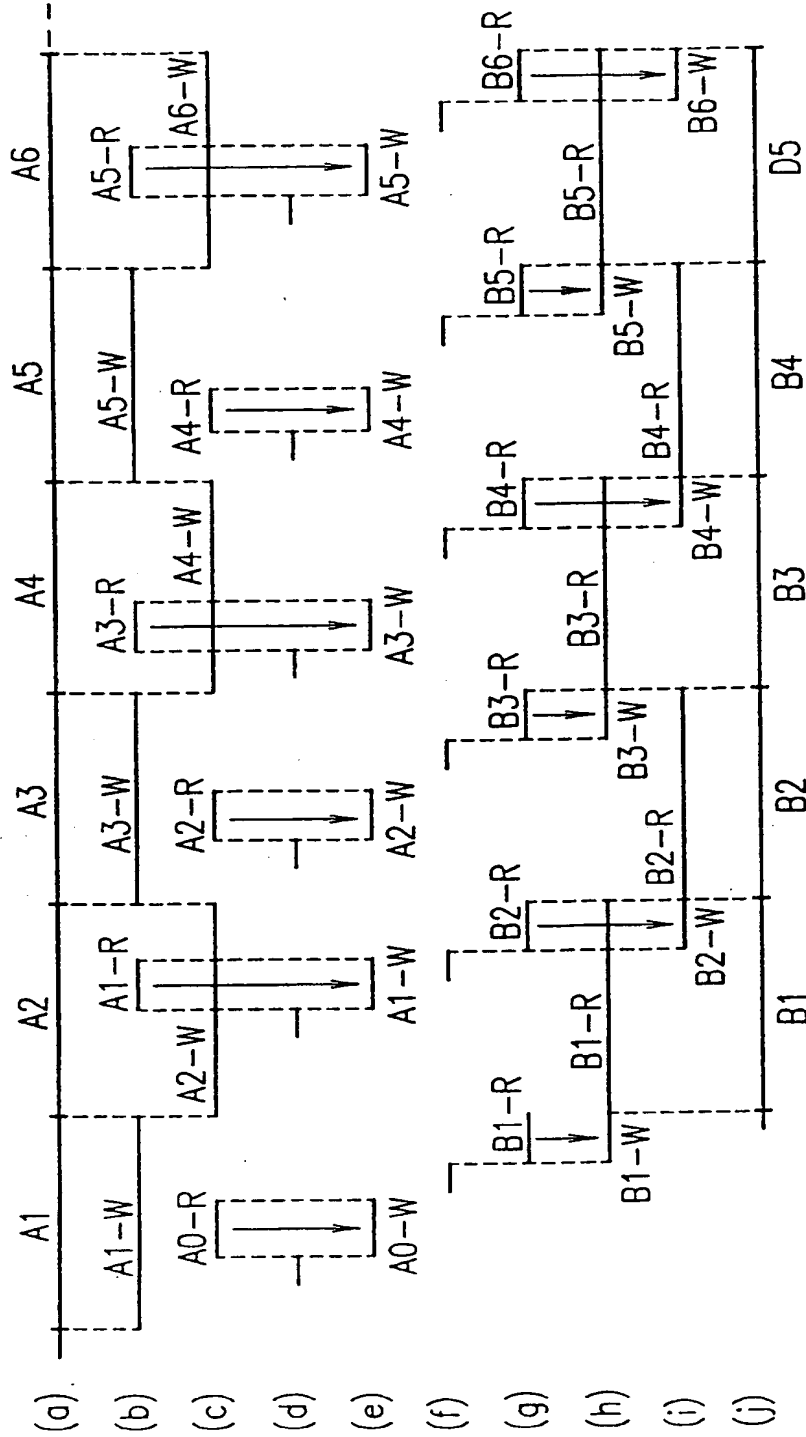 (a) A1 A2 A3 A4 A5 A6
(b) A1-W A1-R A3-W A3-R A5-W A5-R
(c) A0-R A2-W A2-R A4-W A4-R A6-W
(d)
(e) A0-W A1-W A2-W A3-W A4-W A5-W
(f)
(g) B1-R B2-R B3-R B4-R B5-R B6-R
(h) B1-W B1-R B3-W B3-R B5-W B5-R
(i) B2-W B2-R B4-W B4-R B6-W
(j) B1 B2 B3 B4 D5